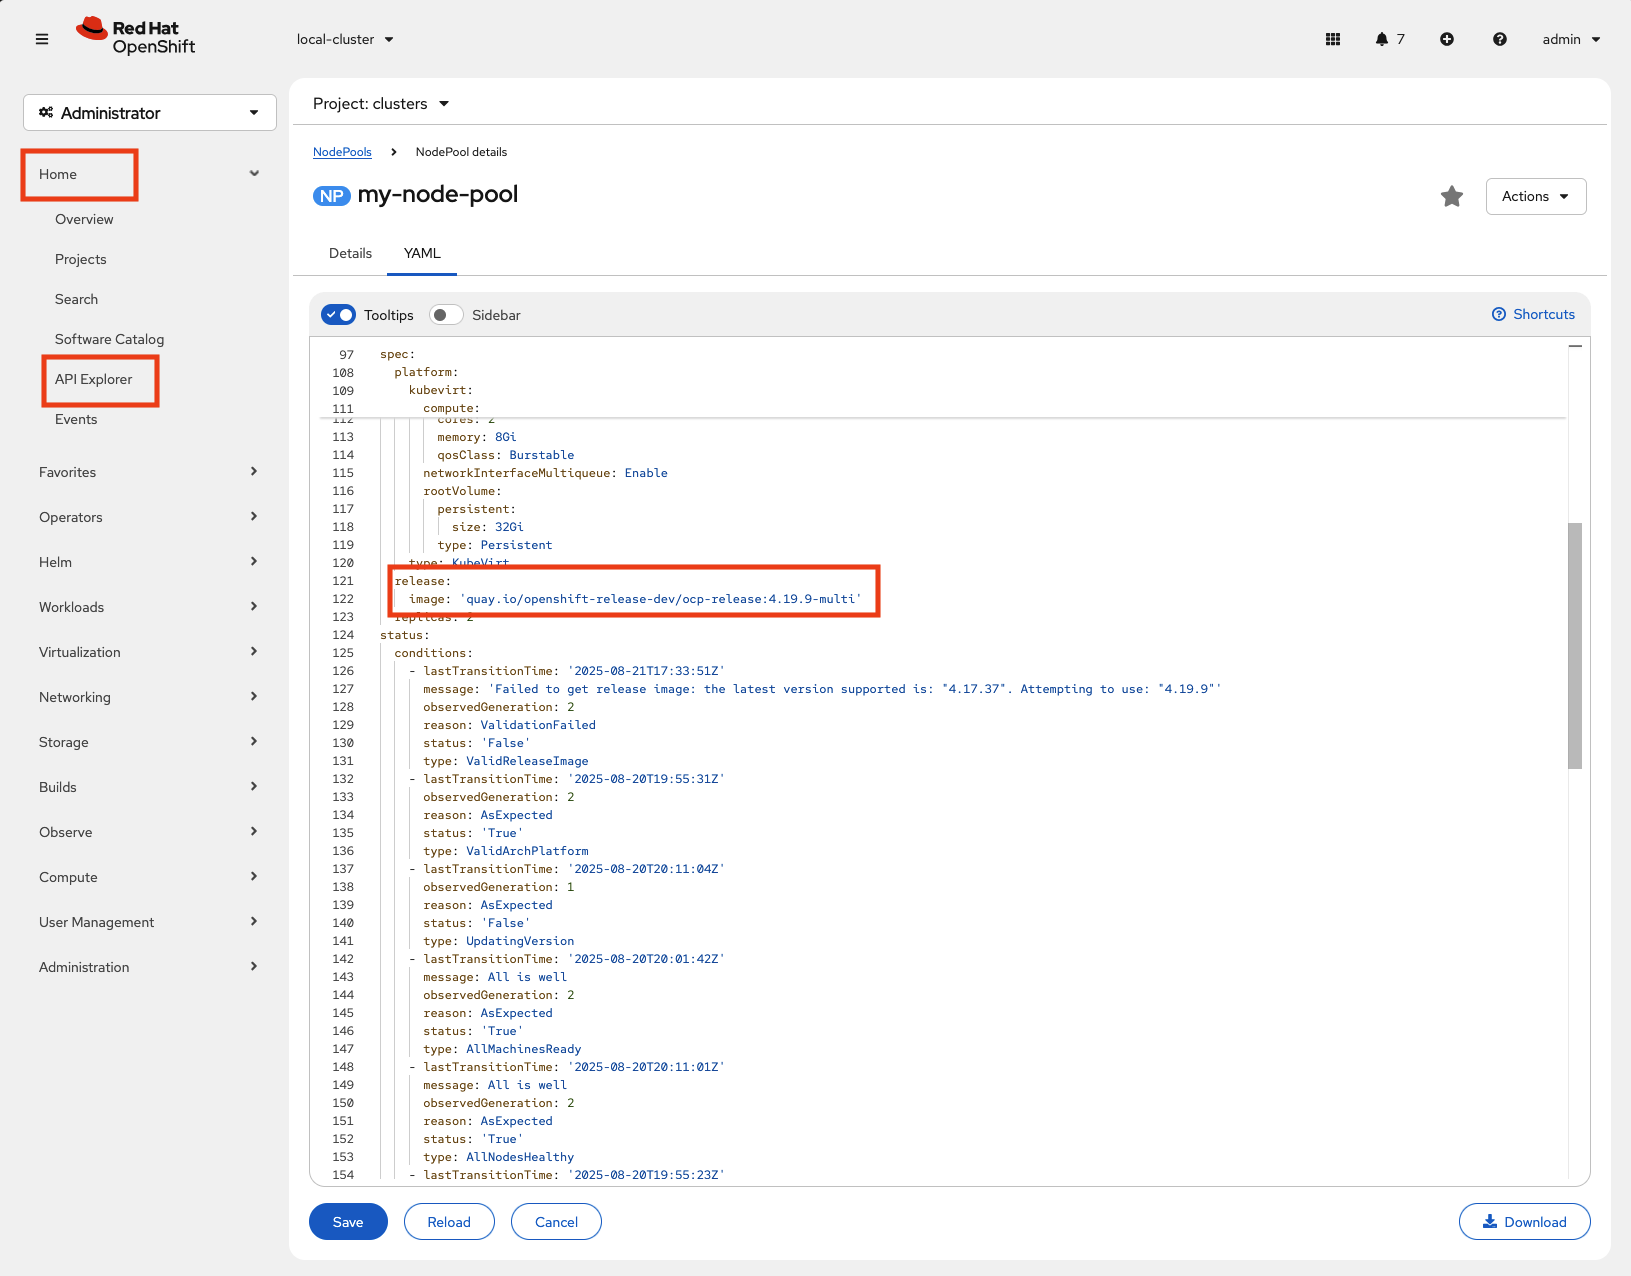 Red Hat
OpenShift
local-cluster
7
admin
Administrator
Home
Overview
Projects
Search
Software Catalog
API Explorer
Events
Favorites
Operators
Helm
Workloads
Virtualization
Networking
Storage
Builds
Observe
Compute
User Management
Administration
Project: clusters
NodePools > NodePool details
NP my-node-pool
Actions
Details YAML
Tooltips Sidebar
Shortcuts
97 spec:
108 platform:
109 kubevirt:
111 compute:
112 cores: 2
113 memory: 8Gi
114 qosClass: Burstable
115 networkInterfaceMultiqueue: Enable
116 rootVolume:
117 persistent:
118 size: 32Gi
119 type: Persistent
120 type: KubeVirt
121 release:
122 image: 'quay.io/openshift-release-dev/ocp-release:4.19.9-multi'
123 replicas: 2
124 status:
125 conditions:
126 - lastTransitionTime: '2025-08-21T17:33:51Z'
127 message: 'Failed to get release image: the latest version supported is: "4.17.37". Attempting to use: "4.19.9"'
128 observedGeneration: 2
129 reason: ValidationFailed
130 status: 'False'
131 type: ValidReleaseImage
132 - lastTransitionTime: '2025-08-20T19:55:31Z'
133 observedGeneration: 2
134 reason: AsExpected
135 status: 'True'
136 type: ValidArchPlatform
137 - lastTransitionTime: '2025-08-20T20:11:04Z'
138 observedGeneration: 1
139 reason: AsExpected
140 status: 'False'
141 type: UpdatingVersion
142 - lastTransitionTime: '2025-08-20T20:01:42Z'
143 message: All is well
144 observedGeneration: 2
145 reason: AsExpected
146 status: 'True'
147 type: AllMachinesReady
148 - lastTransitionTime: '2025-08-20T20:11:01Z'
149 message: All is well
150 observedGeneration: 2
151 reason: AsExpected
152 status: 'True'
153 type: AllNodesHealthy
154 - lastTransitionTime: '2025-08-20T19:55:23Z'
Save Reload Cancel
Download